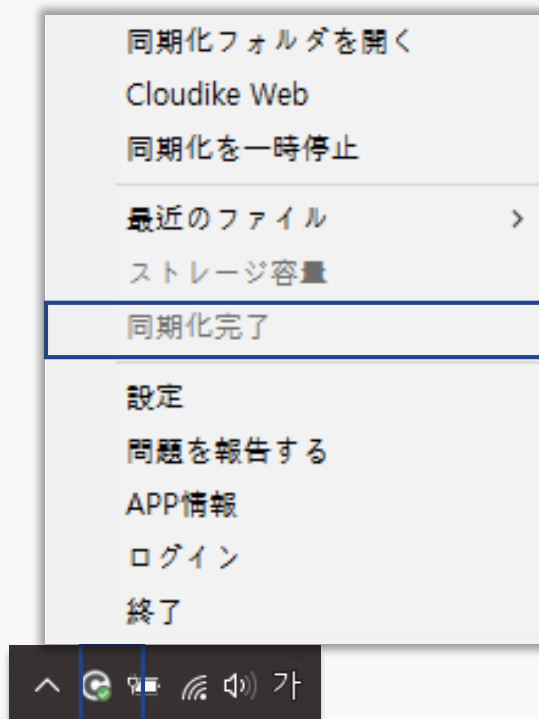 同期化フォルダを開く
Cloudike Web
同期化を一時停止
最近のファイル
ストレージ容量
同期化完了
設定
問題を報告する
APP情報
ログイン
終了
가